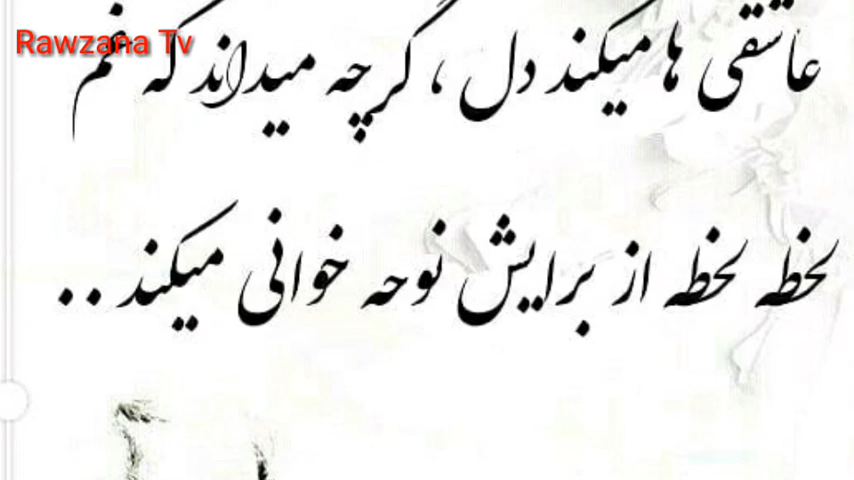 Rawzana Tv
عاشقی ها میکند دل ، گرچه میداند که غم
لحظه لحظه از برایش نوحه خوانی میکند ..